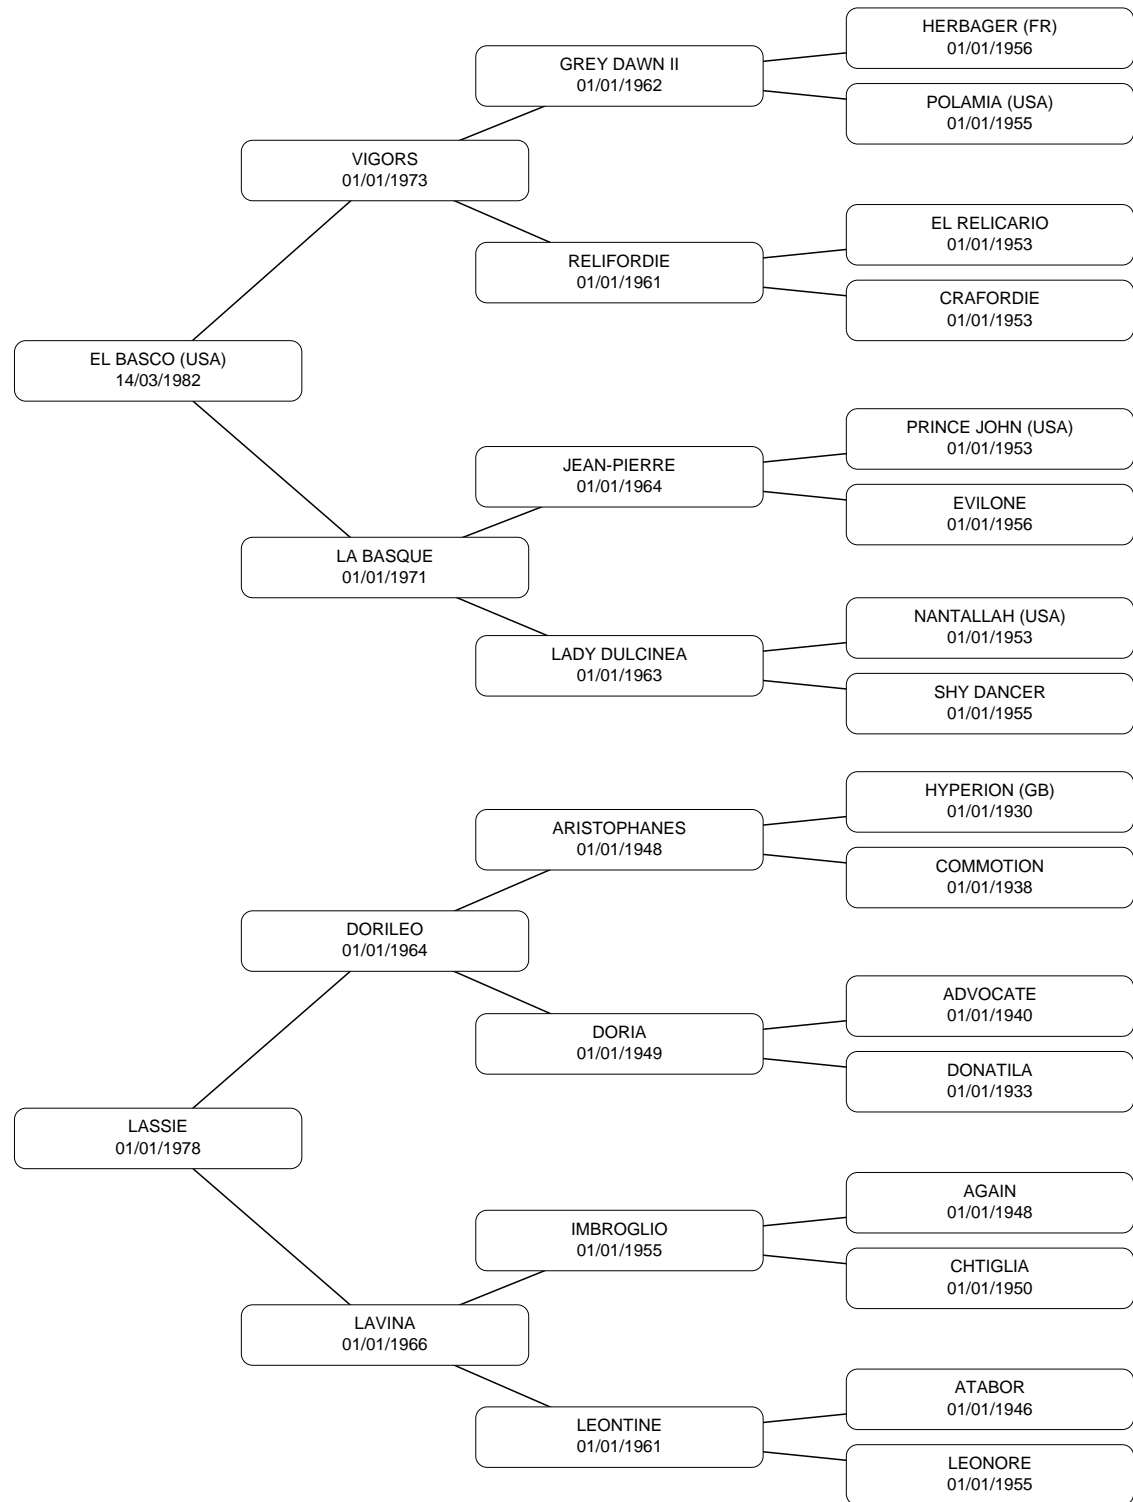 HERBAGER (FR)
01/01/1956
GREY DAWN II
01/01/1962
POLAMIA (USA)
01/01/1955
VIGORS
01/01/1973
EL RELICARIO
01/01/1953
RELIFORDIE
01/01/1961
CRAFORDIE
01/01/1953
EL BASCO (USA)
14/03/1982
PRINCE JOHN (USA)
01/01/1953
JEAN-PIERRE
01/01/1964
EVILONE
01/01/1956
LA BASQUE
01/01/1971
NANTALLAH (USA)
01/01/1953
LADY DULCINEA
01/01/1963
SHY DANCER
01/01/1955
HYPERION (GB)
01/01/1930
ARISTOPHANES
01/01/1948
COMMOTION
01/01/1938
DORILEO
01/01/1964
ADVOCATE
01/01/1940
DORIA
01/01/1949
DONATILA
01/01/1933
LASSIE
01/01/1978
AGAIN
01/01/1948
IMBROGLIO
01/01/1955
CHTIGLIA
01/01/1950
LAVINA
01/01/1966
ATABOR
01/01/1946
LEONTINE
01/01/1961
LEONORE
01/01/1955